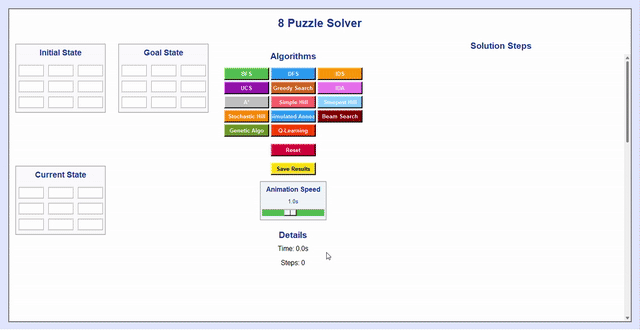 8 Puzzle Solver
Initial State
Goal State
Algorithms
Solution Steps
BFS DFS IDS
UCS Greedy Search IDA
A* Simple Hill Steepest Hill
Stochastic Hill Simulated Annea Beam Search
Genetic Algo Q-Learning
Reset
Save Results
Current State
Animation Speed
1.0s
Details
Time: 0.0s
Steps: 0